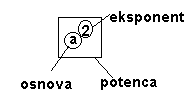 eksponent
2
a
osnova
potenca